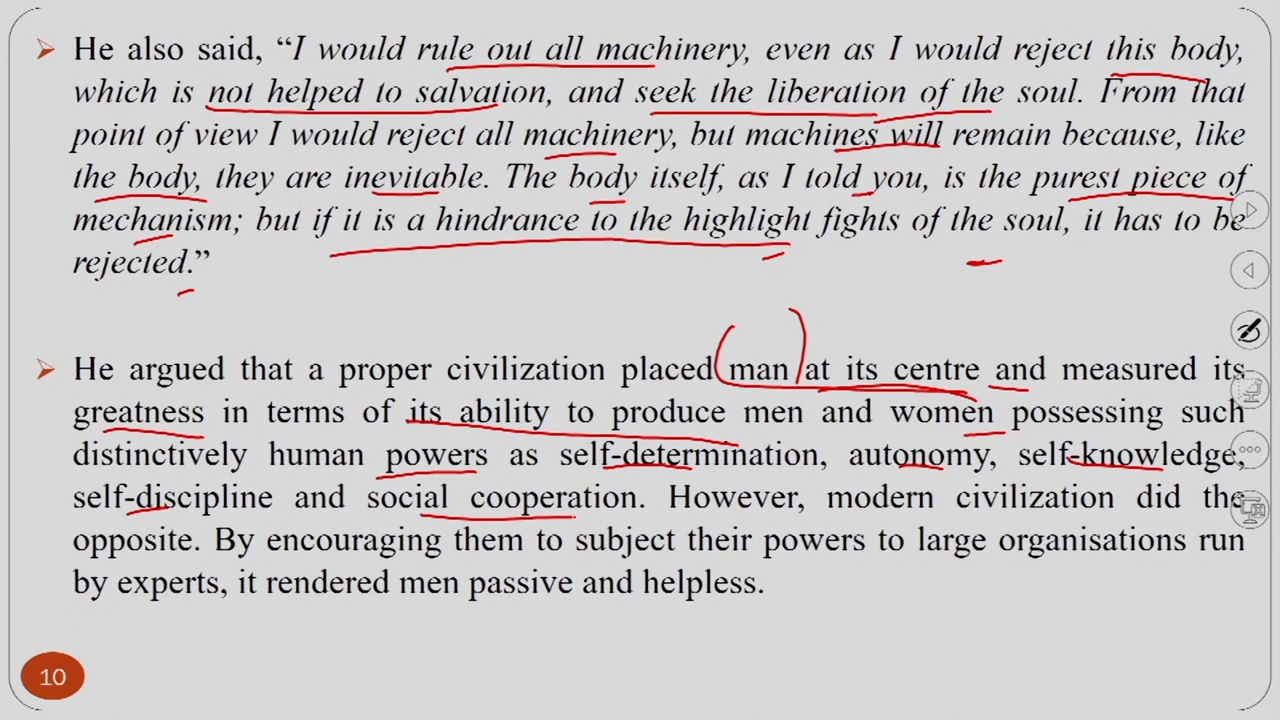 He also said, “I would rule out all machinery, even as I would reject this body,
which is not helped to salvation, and seek the liberation of the soul. From that
point of view I would reject all machinery, but machines will remain because, like
the body, they are inevitable. The body itself, as I told you, is the purest piece of
mechanism; but if it is a hindrance to the highlight fights of the soul, it has to be
rejected.”
He argued that a proper civilization placed man at its centre and measured its
greatness in terms of its ability to produce men and women possessing such
distinctively human powers as self-determination, autonomy, self-knowledge,
self-discipline and social cooperation. However, modern civilization did the
opposite. By encouraging them to subject their powers to large organisations run
by experts, it rendered men passive and helpless.
10